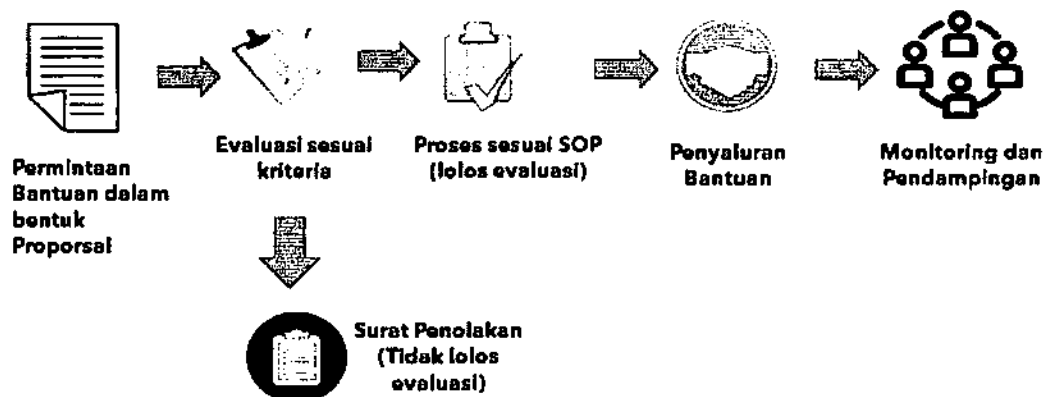 Permintaan
Bantuan dalam
bentuk
Proporsal
Evaluasi sesuai
kriteria
Proses sesuai SOP
(lolos evaluasi)
Penyaluran
Bantuan
Monitoring dan
Pendampingan
Surat Penolakan
(Tidak lolos
evaluasi)